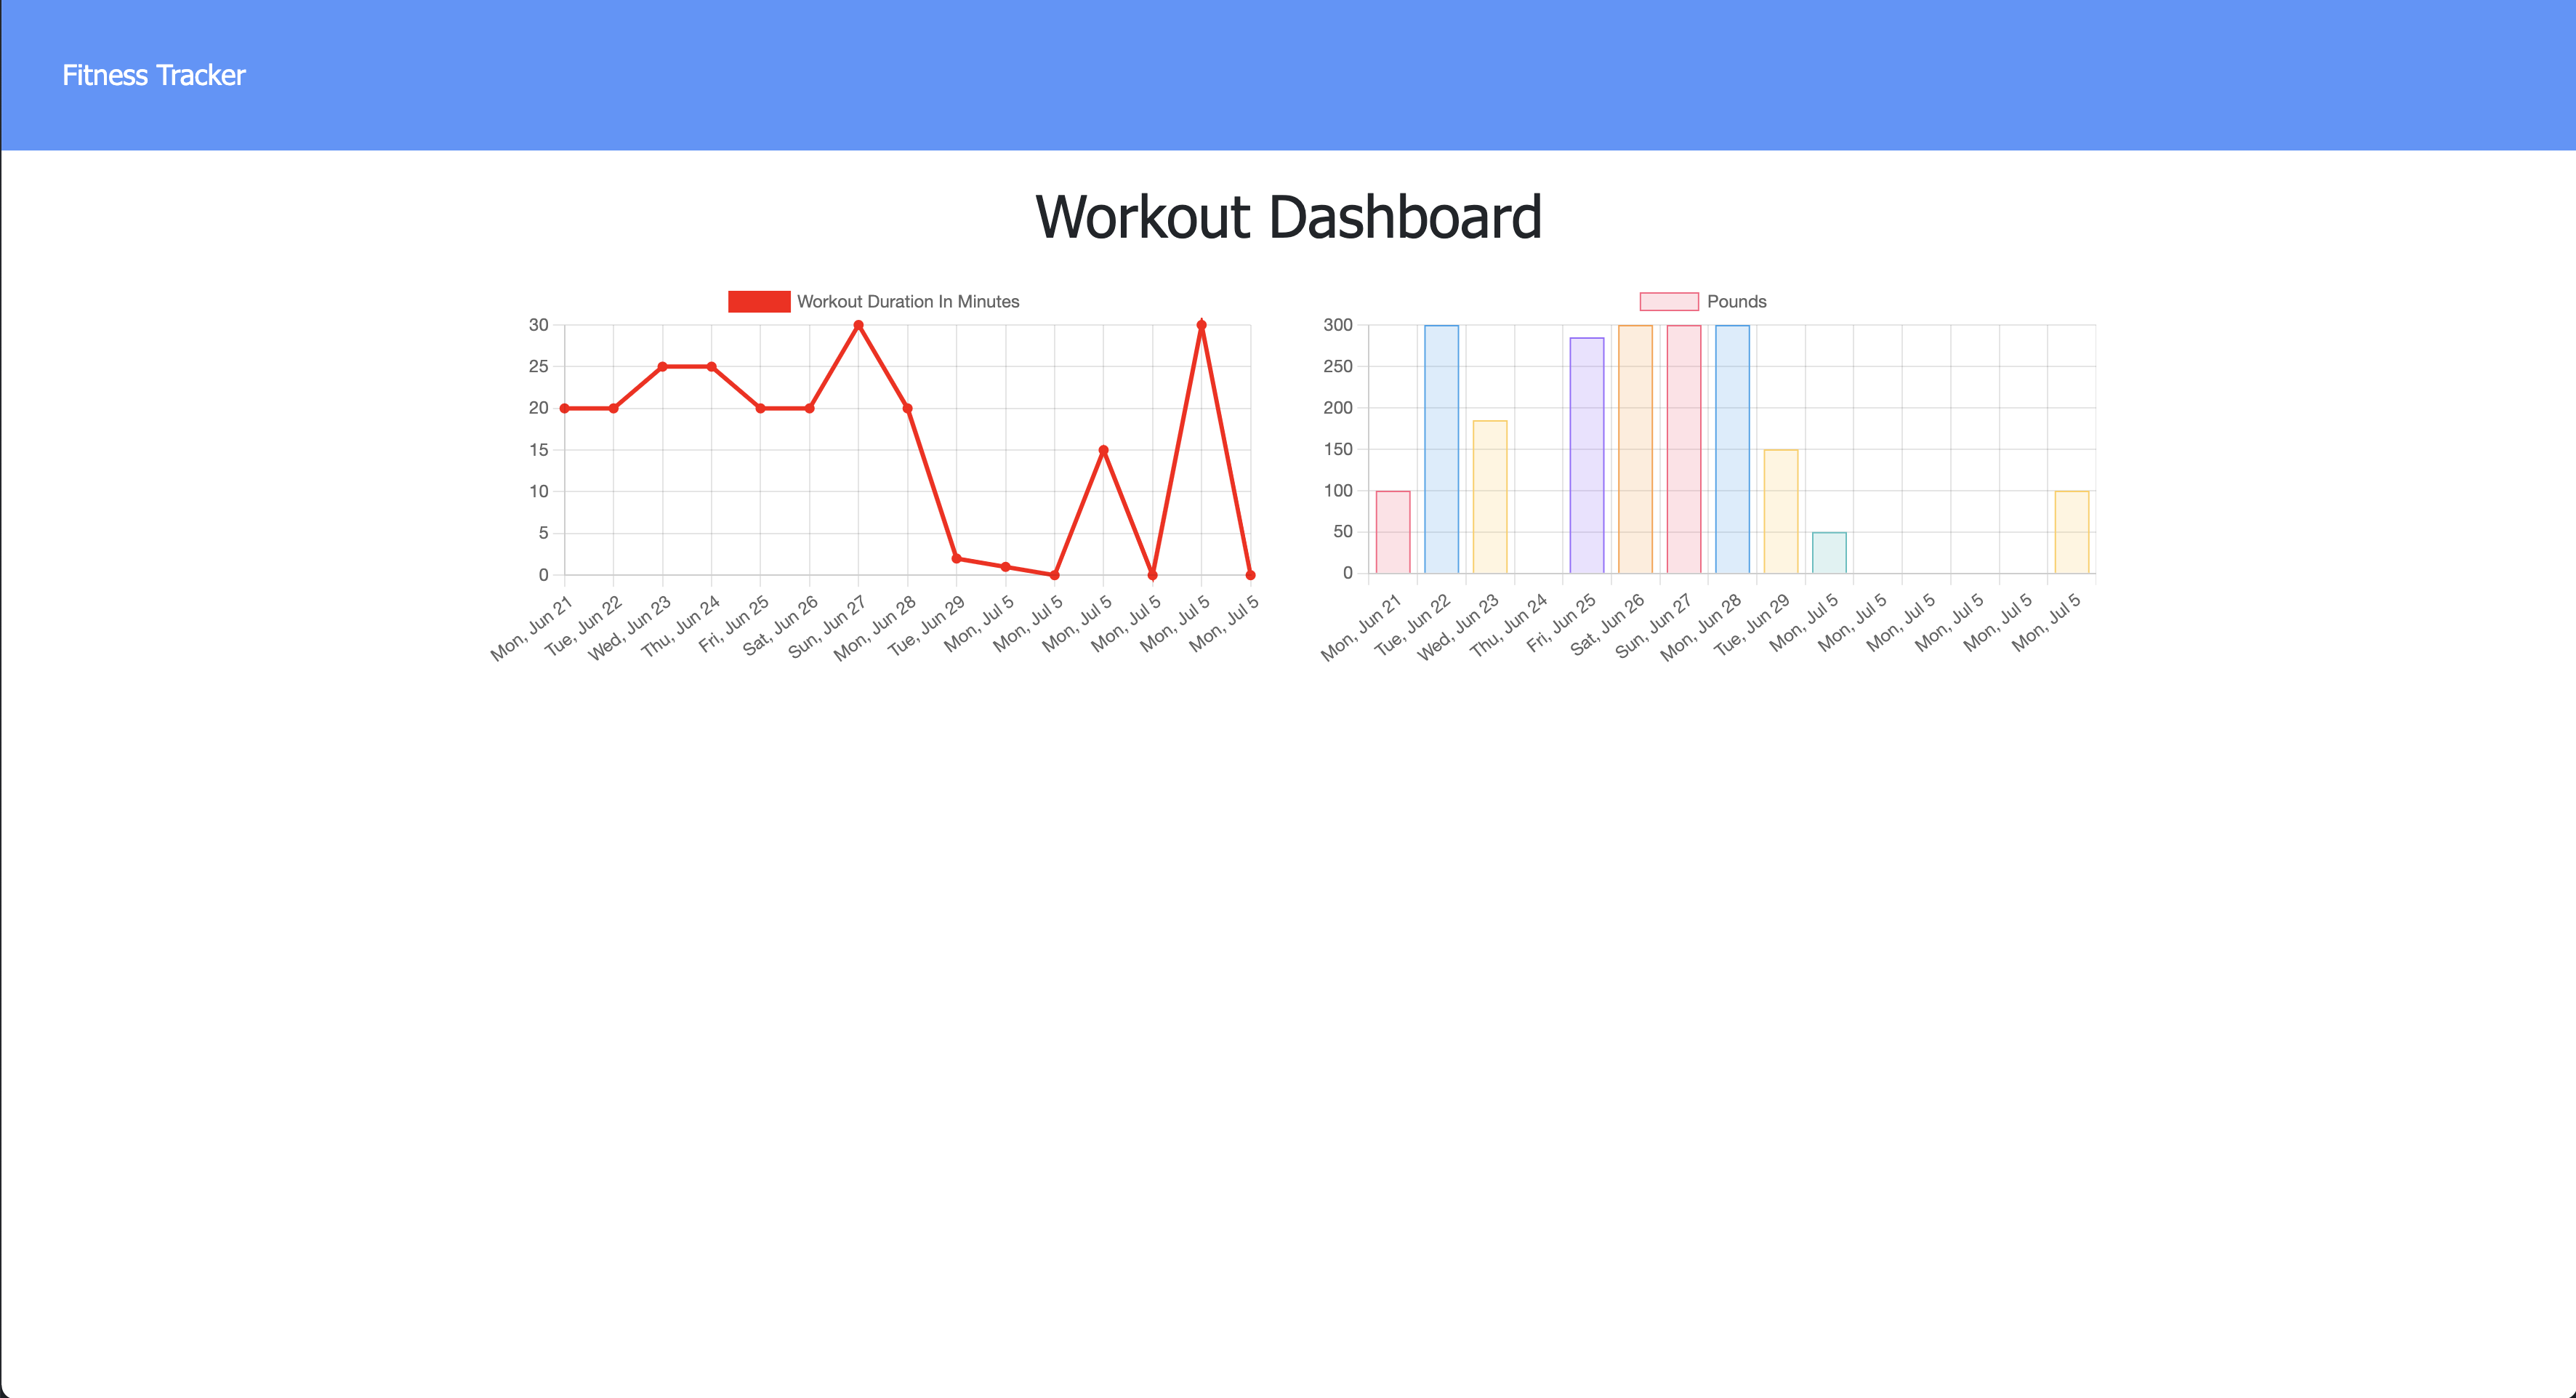 Fitness Tracker
Workout Dashboard
Workout Duration In Minutes
30
25
20
15
10
5
0
Mon, Jun 21
Tue, Jun 22
Wed, Jun 23
Thu, Jun 24
Fri, Jun 25
Sat, Jun 26
Sun, Jun 27
Mon, Jun 28
Tue, Jun 29
Mon, Jul 5
Mon, Jul 5
Mon, Jul 5
Mon, Jul 5
Mon, Jul 5
Mon, Jul 5
Pounds
300
250
200
150
100
50
0
Mon, Jun 21
Tue, Jun 22
Wed, Jun 23
Thu, Jun 24
Fri, Jun 25
Sat, Jun 26
Sun, Jun 27
Mon, Jun 28
Tue, Jun 29
Mon, Jul 5
Mon, Jul 5
Mon, Jul 5
Mon, Jul 5
Mon, Jul 5
Mon, Jul 5